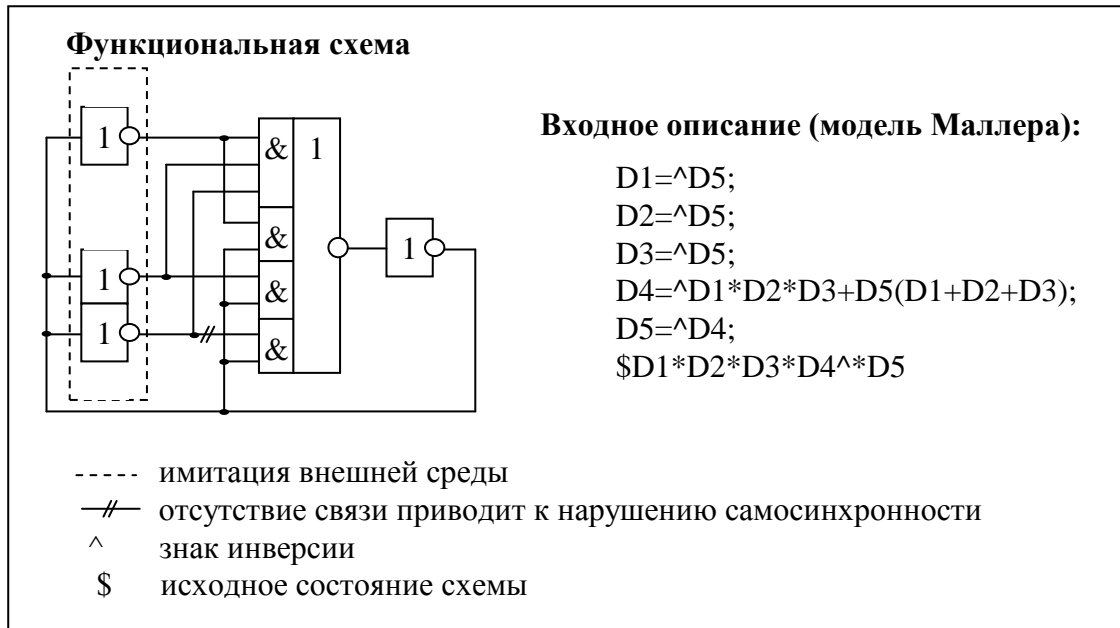 Функциональная схема
1
1
1
&
&
&
&
1
1
Входное описание (модель Маллера):
D1=^D5;
D2=^D5;
D3=^D5;
D4=^D1*D2*D3+D5(D1+D2+D3);
D5=^D4;
$D1*D2*D3*D4^*D5
имитация внешней среды
отсутствие связи приводит к нарушению самосинхронности
^ знак инверсии
$ исходное состояние схемы